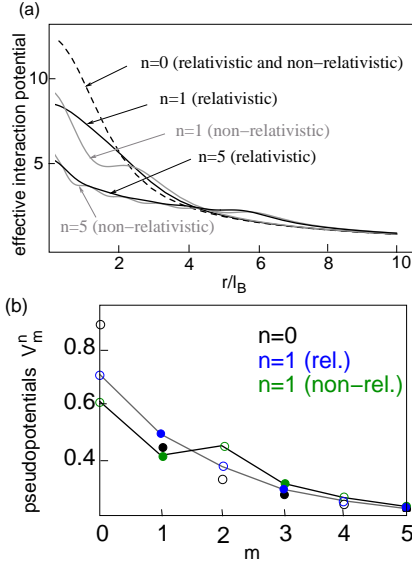 (a)
effective interaction potential
10
5
n=0 (relativistic and non-relativistic)
n=1 (relativistic)
n=1 (non-relativistic)
n=5 (relativistic)
n=5 (non-relativistic)
2 4 6 8 10
r/l_B
(b)
pseudopotentials V_m^n
0.8
0.6
0.4
n=0
n=1 (rel.)
n=1 (non-rel.)
0 1 2 3 4 5
m